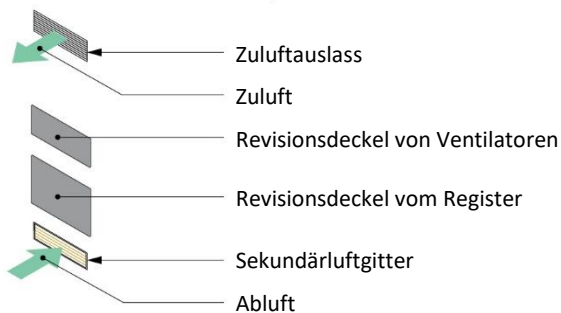 Zuluftauslass
Zuluft
Revisionsdeckel von Ventilatoren
Revisionsdeckel vom Register
Sekundärluftgitter
Abluft